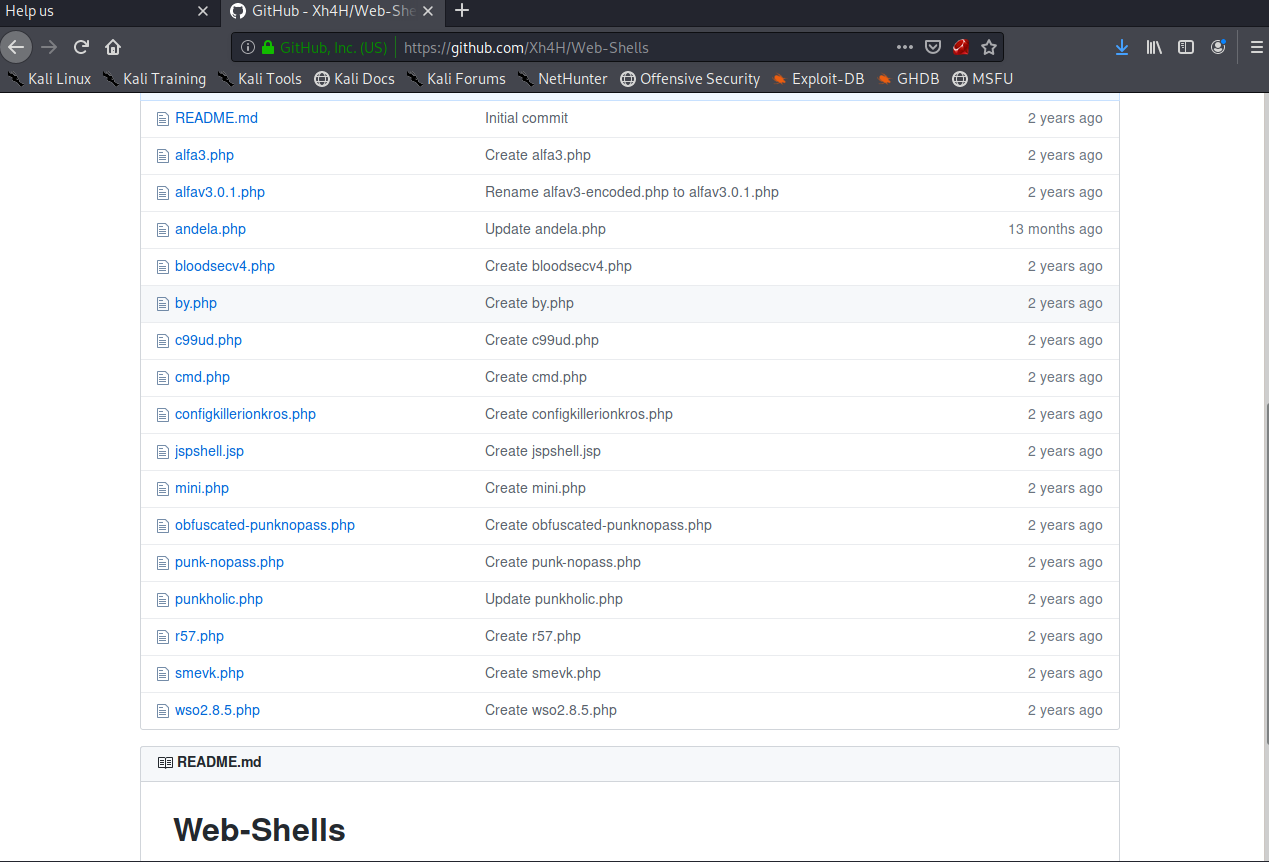 Help us
GitHub - Xh4H/Web-She
GitHub, Inc. (US) https://github.com/Xh4H/Web-Shells
Kali Linux Kali Training Kali Tools Kali Docs Kali Forums NetHunter Offensive Security Exploit-DB GHDB MSFU
README.md Initial commit 2 years ago
alfa3.php Create alfa3.php 2 years ago
alfav3.0.1.php Rename alfav3-encoded.php to alfav3.0.1.php 2 years ago
andela.php Update andela.php 13 months ago
bloodsecv4.php Create bloodsecv4.php 2 years ago
by.php Create by.php 2 years ago
c99ud.php Create c99ud.php 2 years ago
cmd.php Create cmd.php 2 years ago
configkillerionkros.php Create configkillerionkros.php 2 years ago
jspshell.jsp Create jspshell.jsp 2 years ago
mini.php Create mini.php 2 years ago
obfuscated-punknopass.php Create obfuscated-punknopass.php 2 years ago
punk-nopass.php Create punk-nopass.php 2 years ago
punkholic.php Update punkholic.php 2 years ago
r57.php Create r57.php 2 years ago
smevk.php Create smevk.php 2 years ago
wso2.8.5.php Create wso2.8.5.php 2 years ago
README.md
Web-Shells